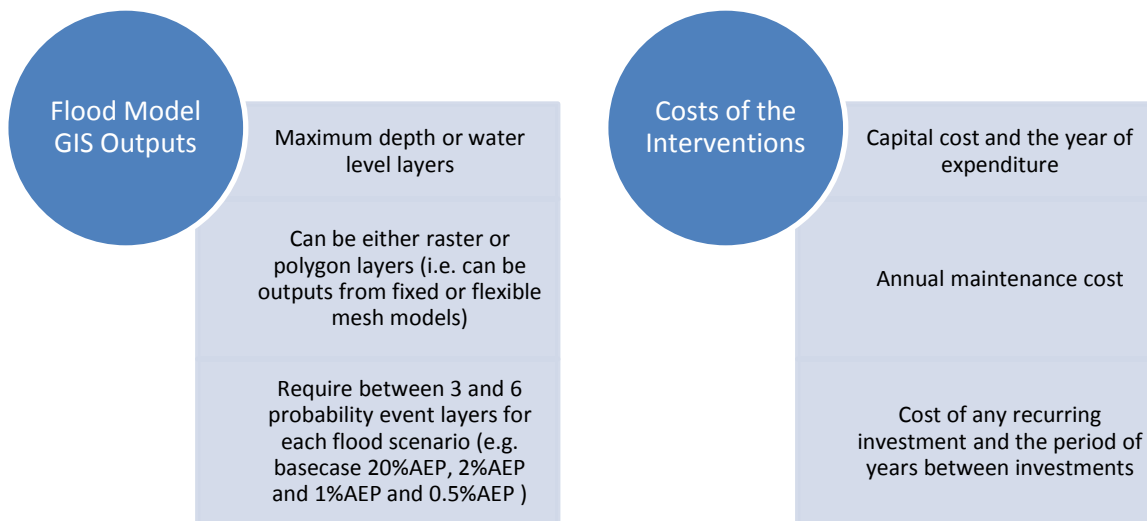 Flood Model
GIS Outputs
Maximum depth or water
level layers
Can be either raster or
polygon layers (i.e. can be
outputs from fixed or flexible
mesh models)
Require between 3 and 6
probability event layers for
each flood scenario (e.g.
basecase 20%AEP, 2%AEP
and 1%AEP and 0.5%AEP )
Costs of the
Interventions
Capital cost and the year of
expenditure
Annual maintenance cost
Cost of any recurring
investment and the period of
years between investments